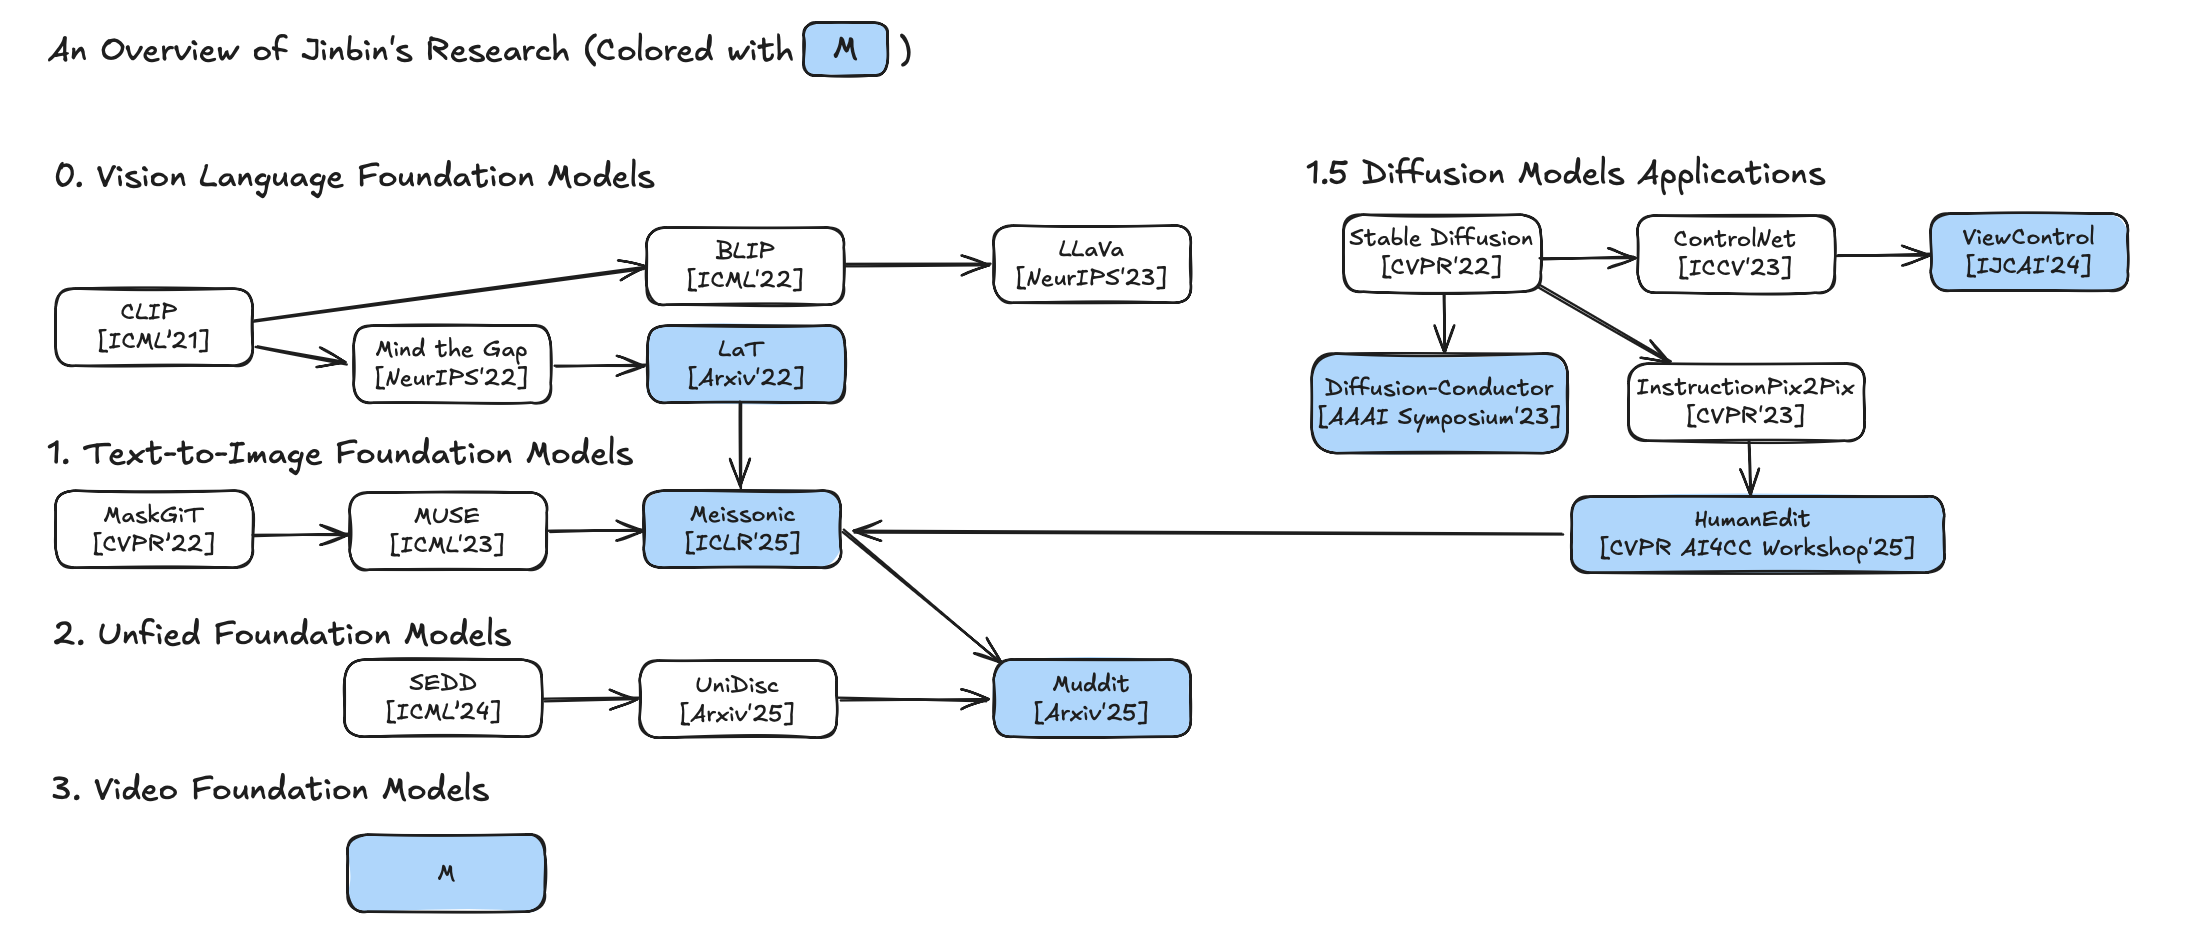 An Overview of Jinbin's Research (Colored with M )
0. Vision Language Foundation Models
CLIP
[ICML'21]
BLIP
[ICML'22]
LLaVa
[NeurIPS'23]
Mind the Gap
[NeurIPS'22]
LaT
[Arxiv'22]
1. Text-to-Image Foundation Models
MaskGiT
[CVPR'22]
MUSE
[ICML'23]
Meissonic
[ICLR'25]
2. Unfied Foundation Models
SEDD
[ICML'24]
UniDisc
[Arxiv'25]
Muddit
[Arxiv'25]
3. Video Foundation Models
M
1.5 Diffusion Models Applications
Stable Diffusion
[CVPR'22]
ControlNet
[ICCV'23]
ViewControl
[IJCAI'24]
Diffusion-Conductor
[AAAI Symposium'23]
InstructionPix2Pix
[CVPR'23]
HumanEdit
[CVPR AI4CC Workshop'25]